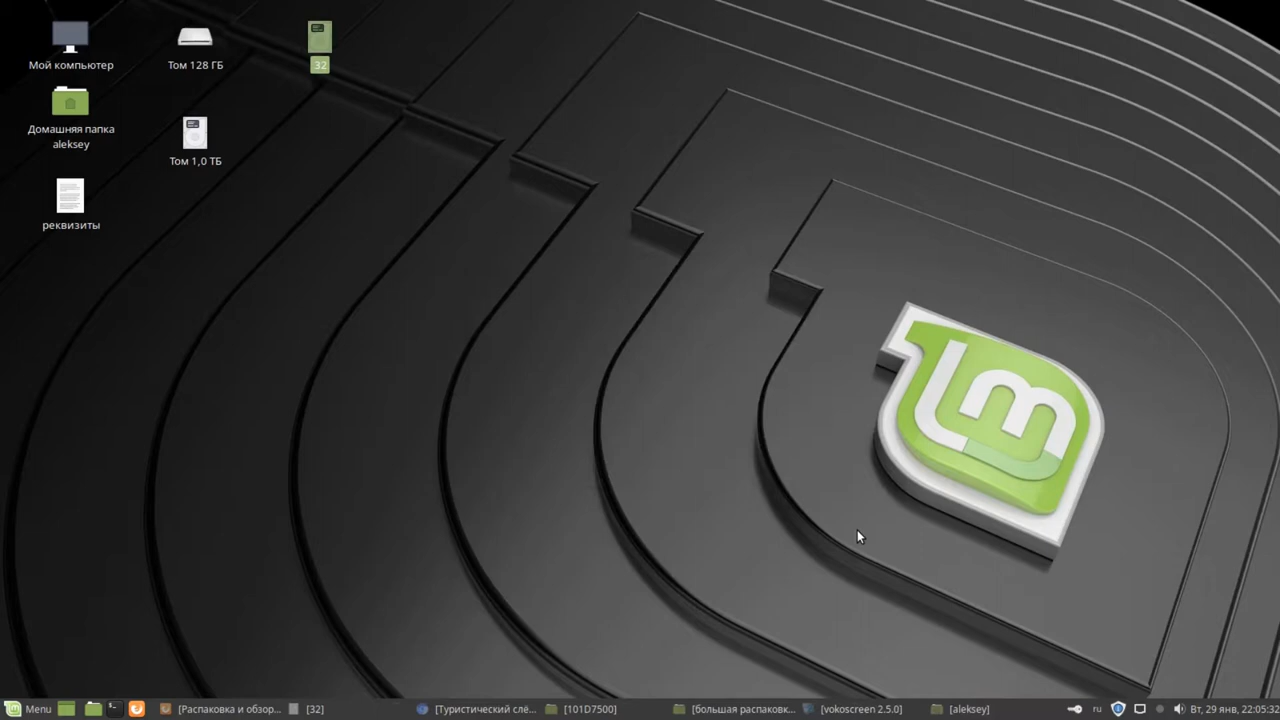 Мой компьютер
Том 128 ГБ
32
Домашняя папка
aleksey
Том 1,0 ТБ
реквизиты
lm
Menu
[Распаковка и обзор...
[32]
[Туристический слё...
[101D7500]
[большая распаковк...
[vokoscreen 2.5.0]
[aleksey]
ru
Вт, 29 янв, 22:05:32